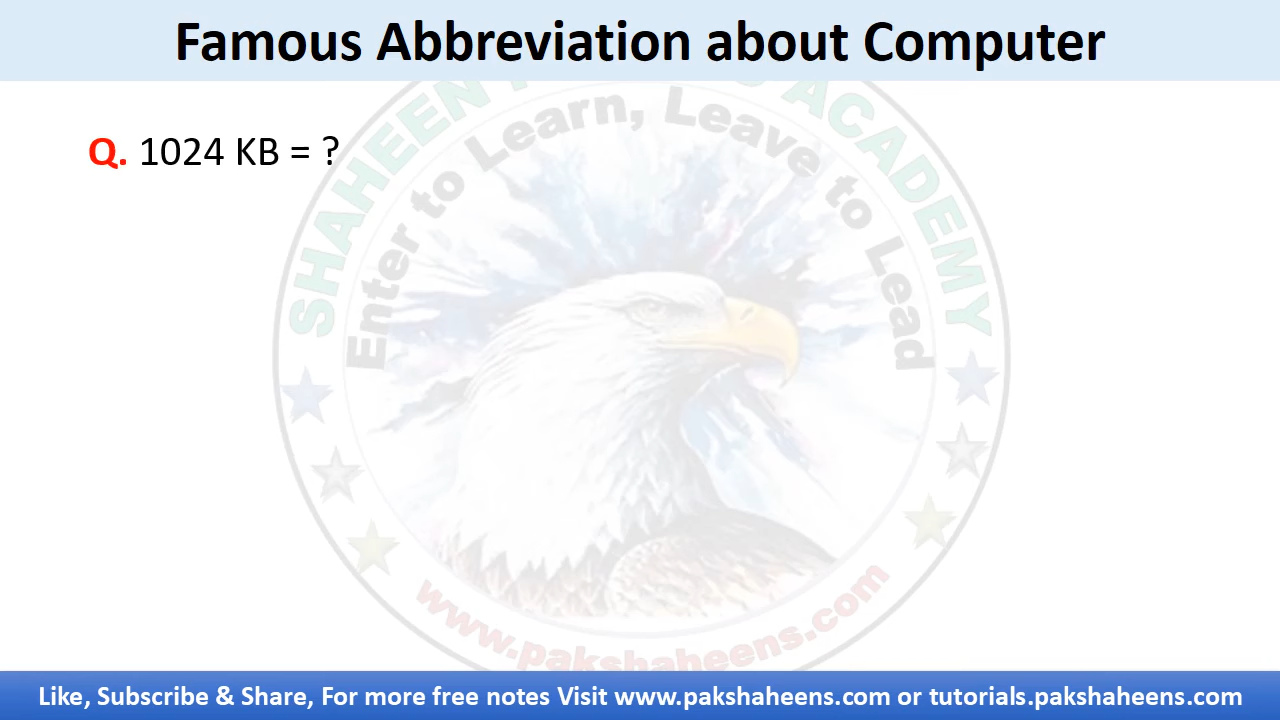 Famous Abbreviation about Computer
Q. 1024 KB = ?
SHAHEEN ACADEMY
Enter to Learn, Leave to Lead
www.pakshaheens.com
Like, Subscribe & Share, For more free notes Visit www.pakshaheens.com or tutorials.pakshaheens.com